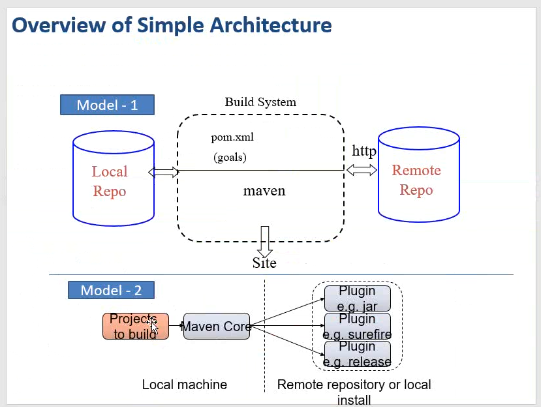 Overview of Simple Architecture
Model - 1
Build System
pom.xml
(goals)
http
Local
Repo
Remote
Repo
maven
Site
Model - 2
Projects
to build
Maven Core
Plugin
e.g. jar
Plugin
e.g. surefire
Plugin
e.g. release
Local machine
Remote repository or local
install